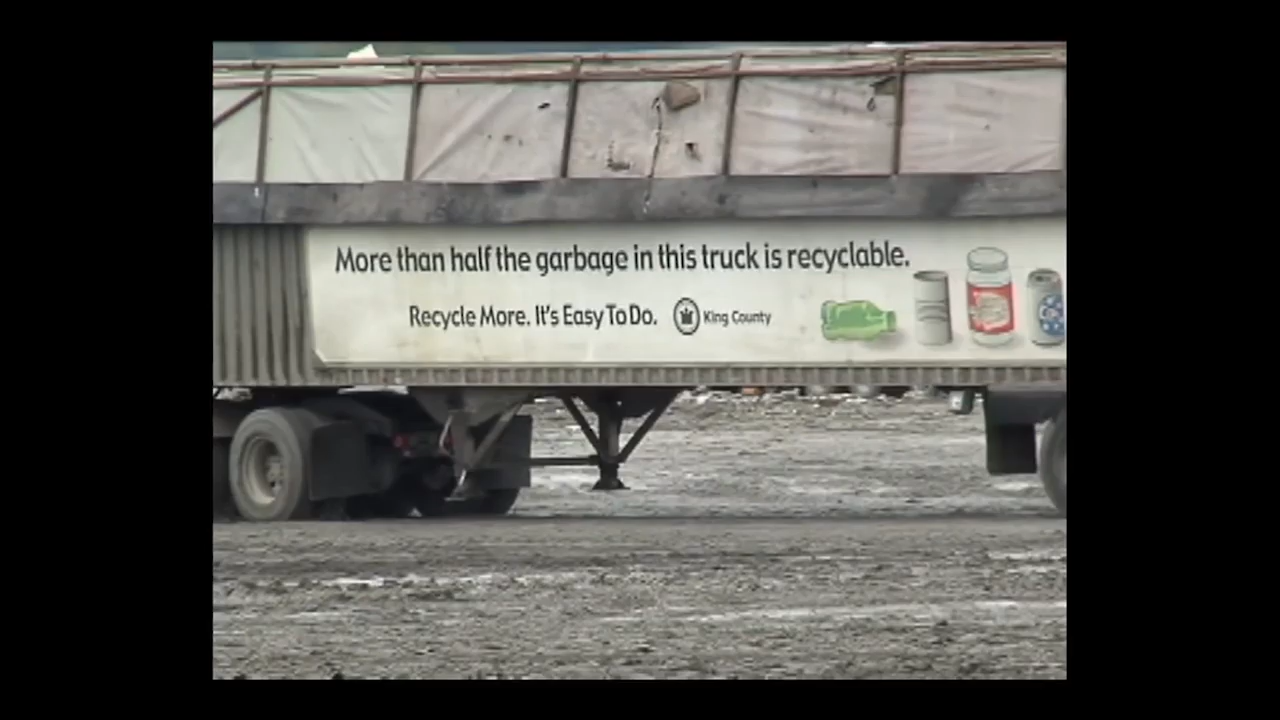 More than half the garbage in this truck is recyclable.
Recycle More. It's Easy To Do. King County